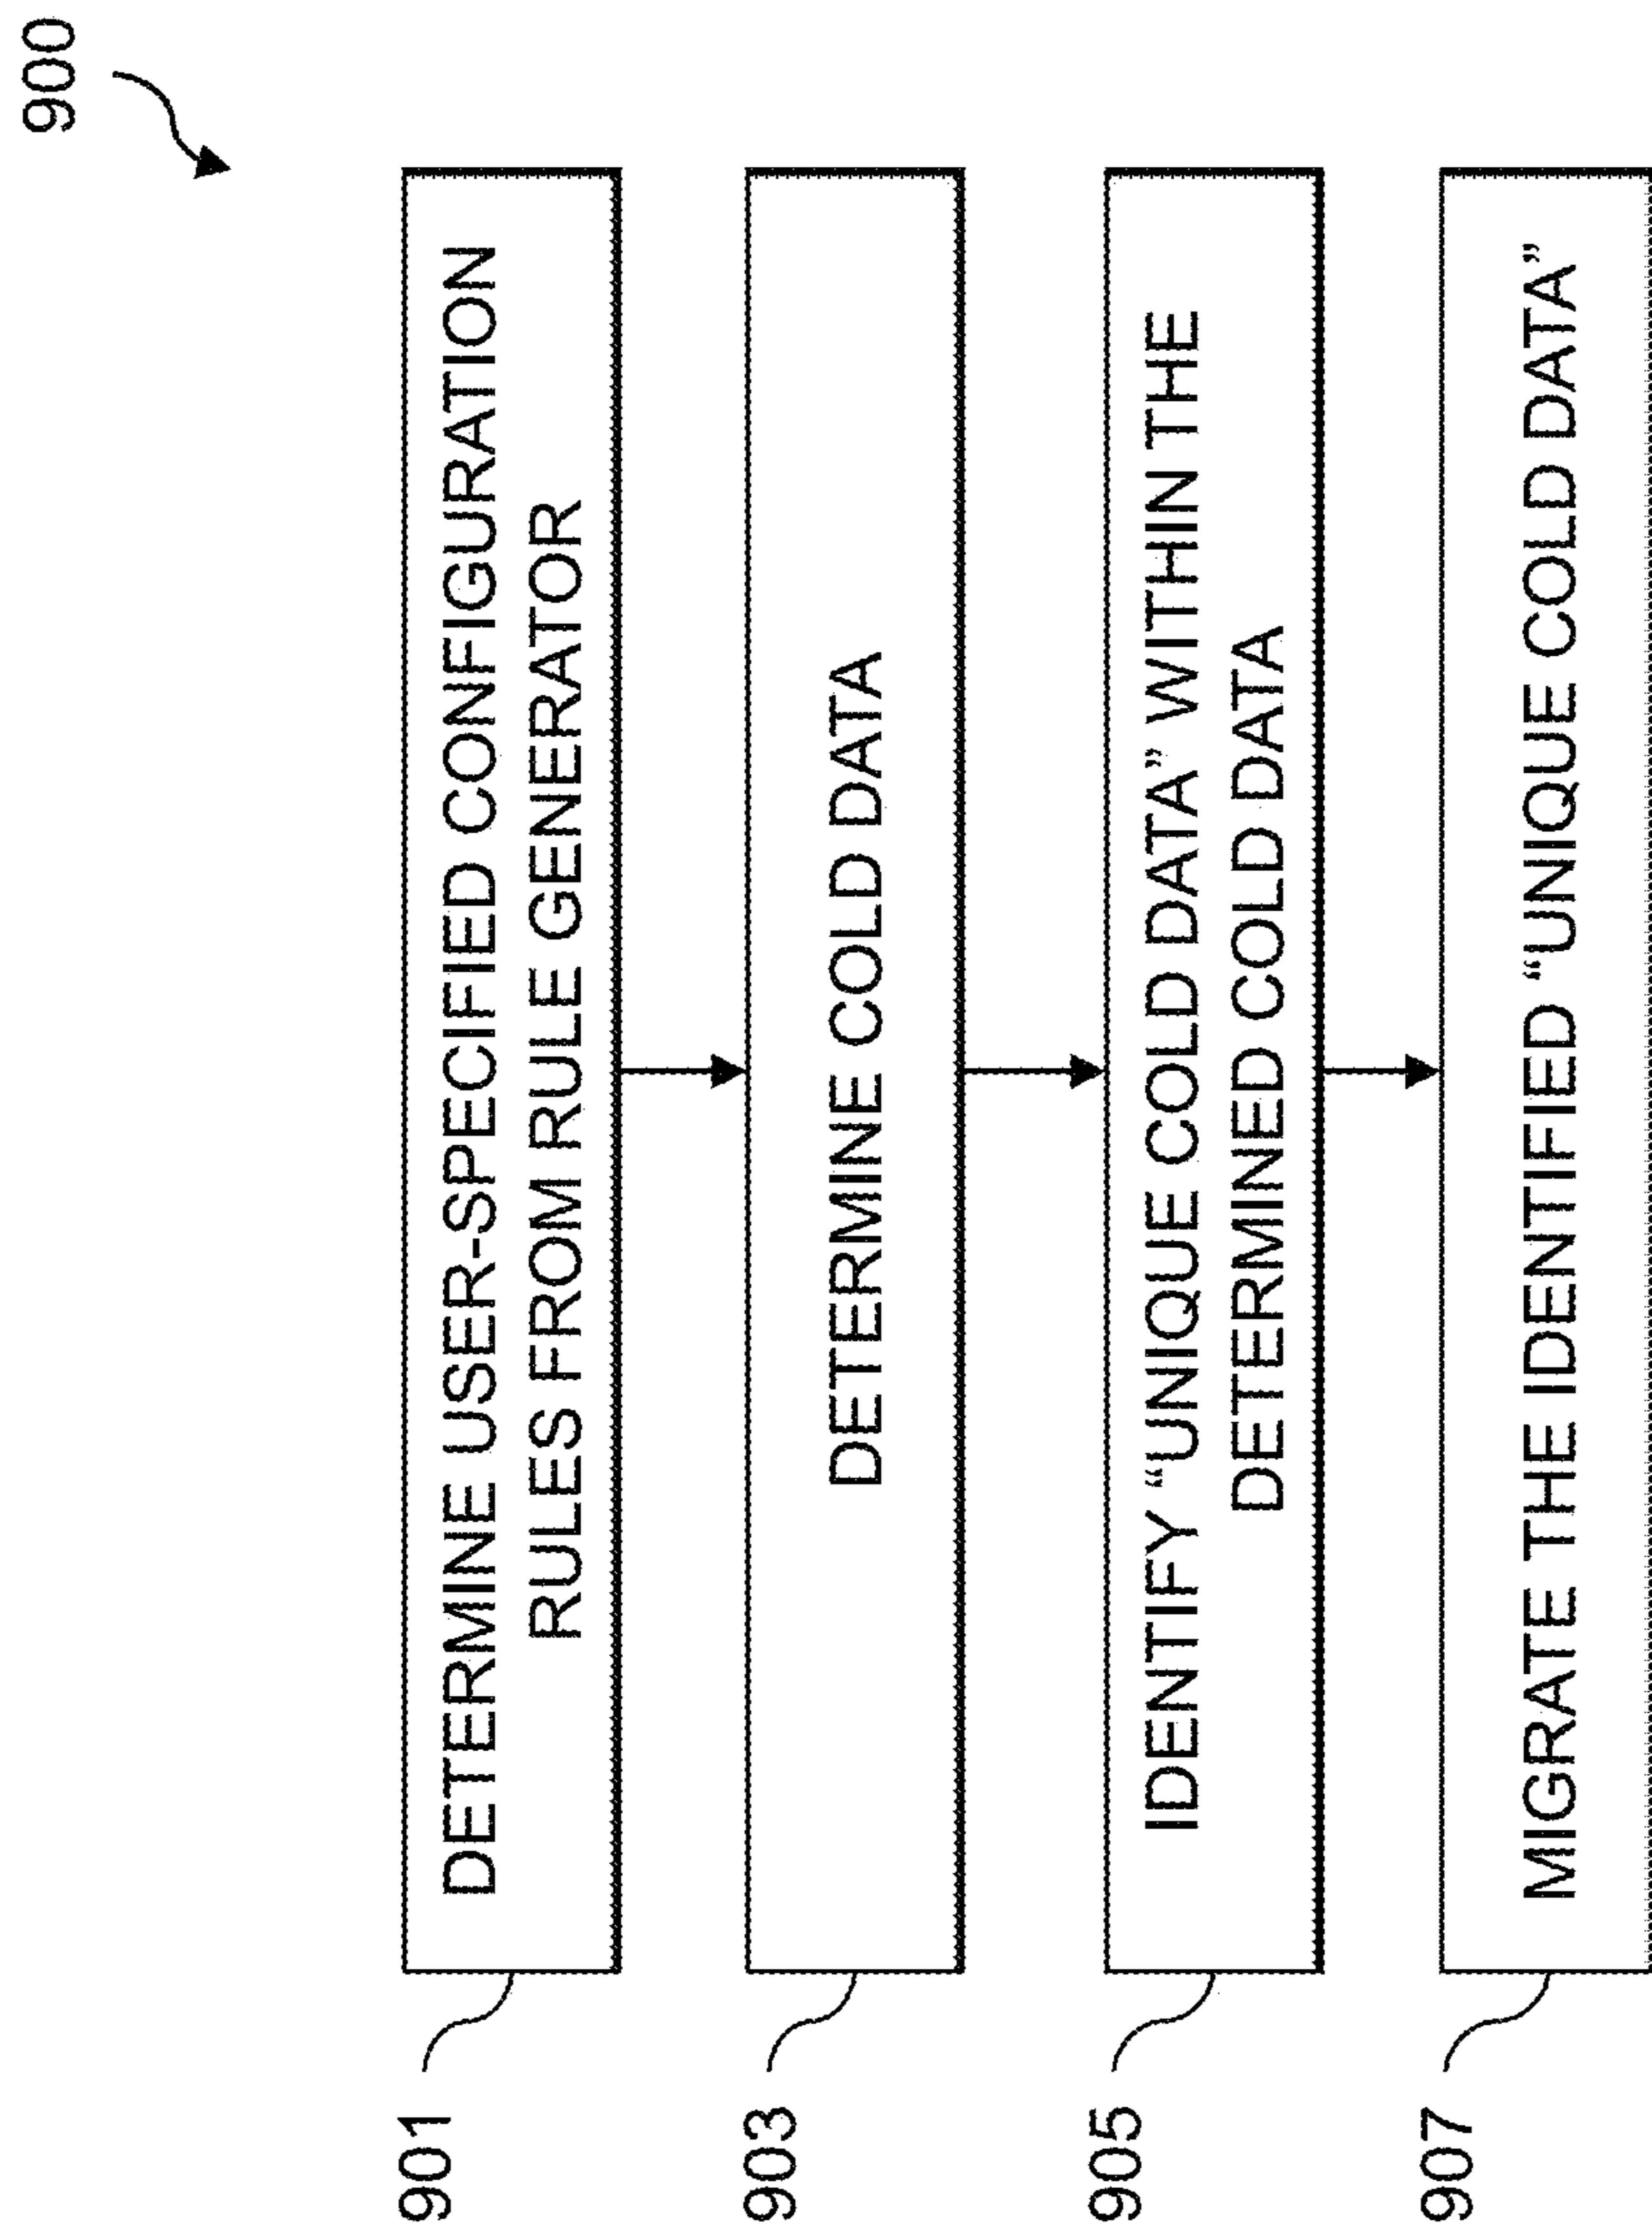 900
901
DETERMINE USER-SPECIFIED CONFIGURATION
RULES FROM RULE GENERATOR
903
DETERMINE COLD DATA
905
IDENTIFY “UNIQUE COLD DATA” WITHIN THE
DETERMINED COLD DATA
907
MIGRATE THE IDENTIFIED “UNIQUE COLD DATA”